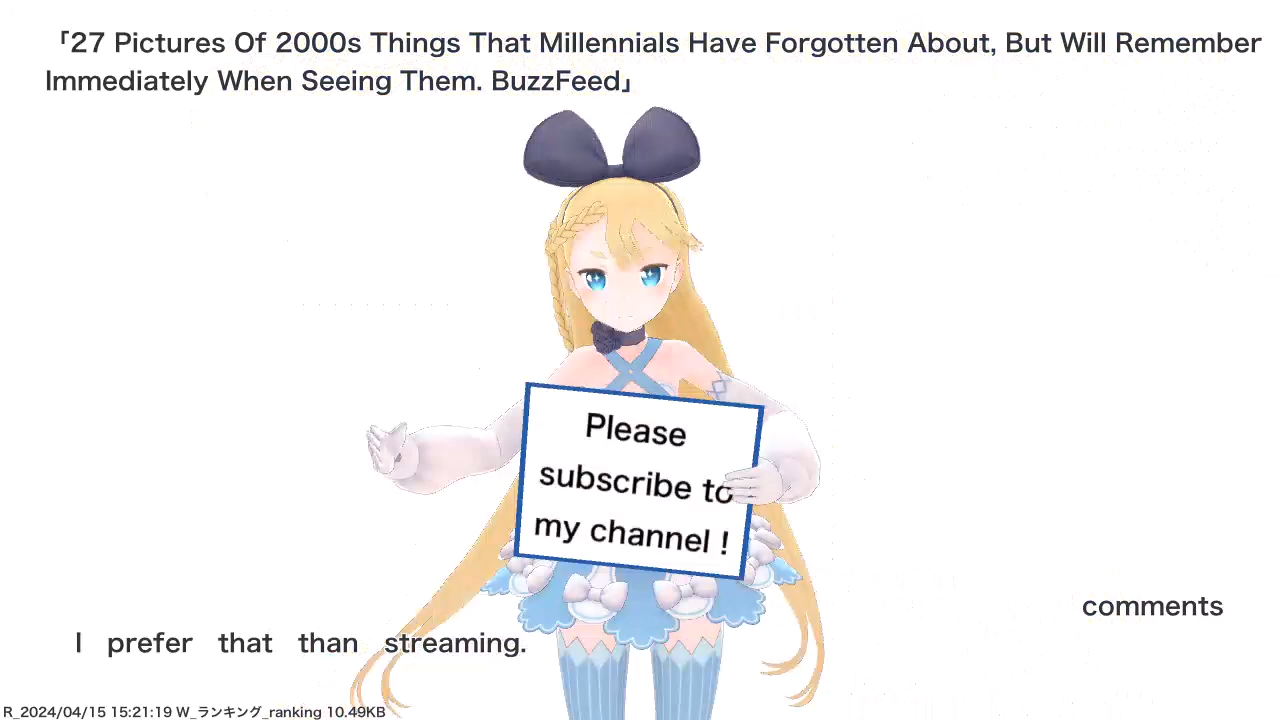 「27 Pictures Of 2000s Things That Millennials Have Forgotten About, But Will Remember
Immediately When Seeing Them. BuzzFeed」
Please
subscribe to
my channel !
comments
I prefer that than streaming.
R_2024/04/15 15:21:19 W_ランキング_ranking 10.49KB